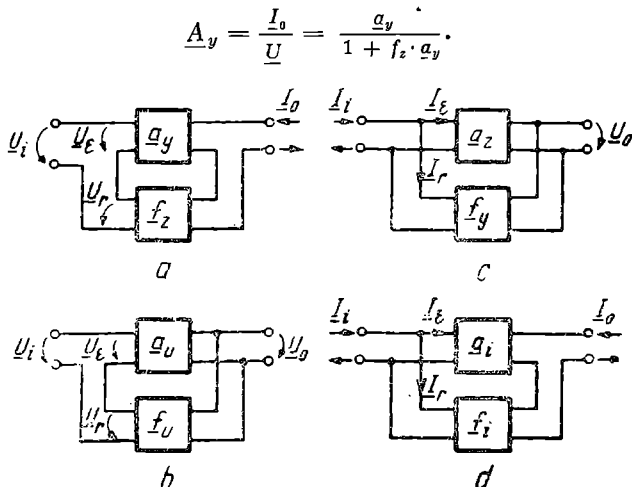 A_y = I_o / U = a_y / (1 + f_z · a_y).
I_o I_i I_ε
U_i U_ε a_y a_z U_o
I_r
U_r f_z f_y
a c
I_i I_ε I_o
U_i U_ε a_u U_o a_i
I_r
U_r f_u f_i
b d